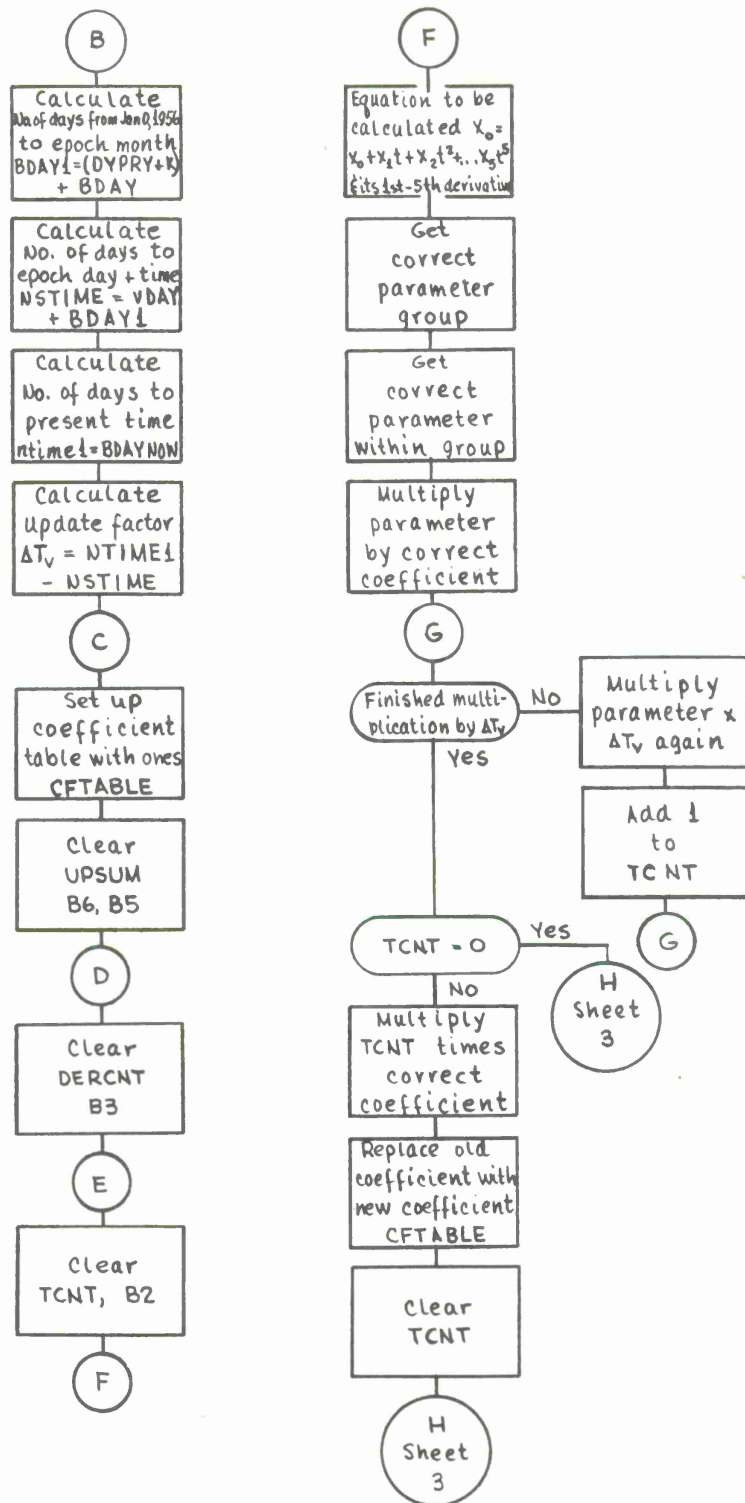 B
Calculate
No. of days from Jan 0, 1956
to epoch month
BDAY1=(DYPRY+K)
+ BDAY
Calculate
No. of days to
epoch day + time
NSTIME = VDAY
+ BDAY1
Calculate
No. of days to
present time
ntime1=BDAYNOW
Calculate
update factor
ΔTv = NTIME1
- NSTIME
C
Set up
coefficient
table with ones
CFTABLE
Clear
UPSUM
B6, B5
D
Clear
DERCNT
B3
E
Clear
TCNT, B2
F
F
Equation to be
calculated X₀=
X₀+X₁t+X₂t²+...X₅t⁵
& its 1st-5th derivative
Get
correct
parameter
group
Get
correct
parameter
within group
Multiply
parameter
by correct
coefficient
G
Finished multi-
plication by ΔTv
No
Yes
Multiply
parameter x
ΔTv again
Add 1
to
TCNT
G
TCNT = 0
Yes
No
H
Sheet
3
Multiply
TCNT times
correct
coefficient
Replace old
coefficient with
new coefficient
CFTABLE
Clear
TCNT
H
Sheet
3